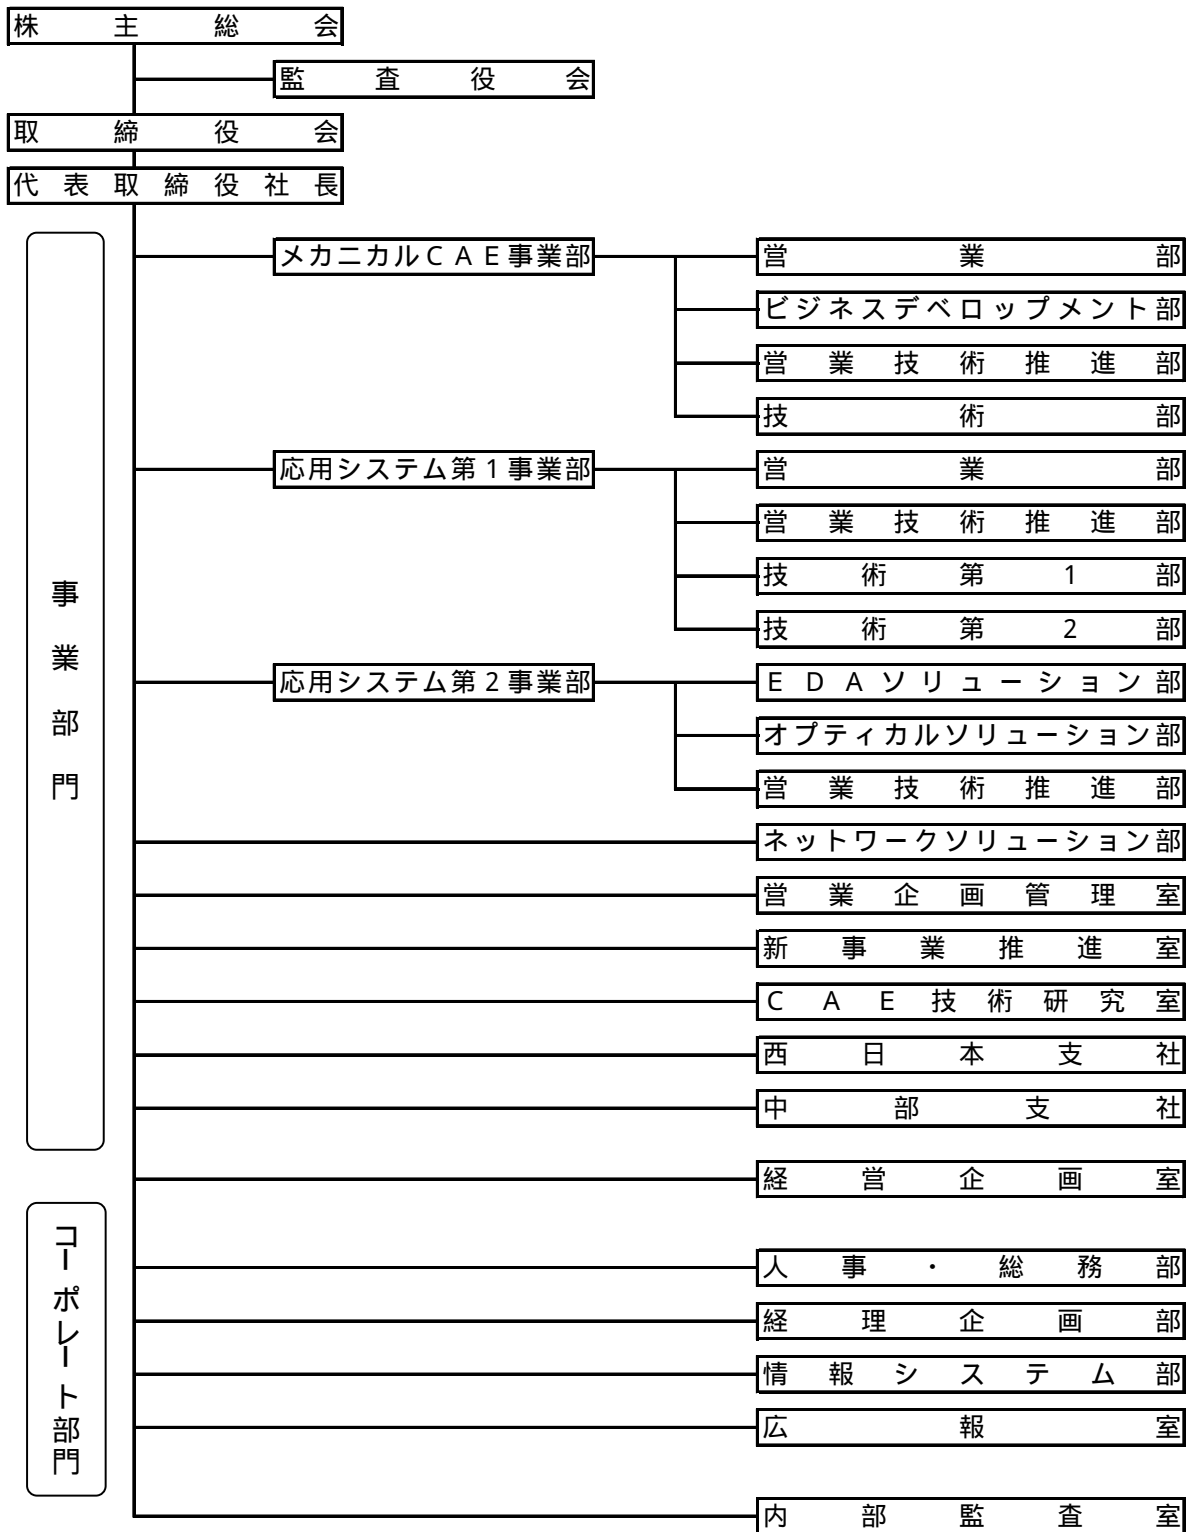 株主総会
監査役会
取締役会
代表取締役社長
事業部門
メカニカルCAE事業部
営業部
ビジネスデベロップメント部
営業技術推進部
技術部
応用システム第1事業部
営業部
営業技術推進部
技術第1部
技術第2部
応用システム第2事業部
EDAソリューション部
オプティカルソリューション部
営業技術推進部
ネットワークソリューション部
営業企画管理室
新事業推進室
CAE技術研究室
西日本支社
中部支社
経営企画室
コーポレート部門
人事・総務部
経理企画部
情報システム部
広報室
内部監査室